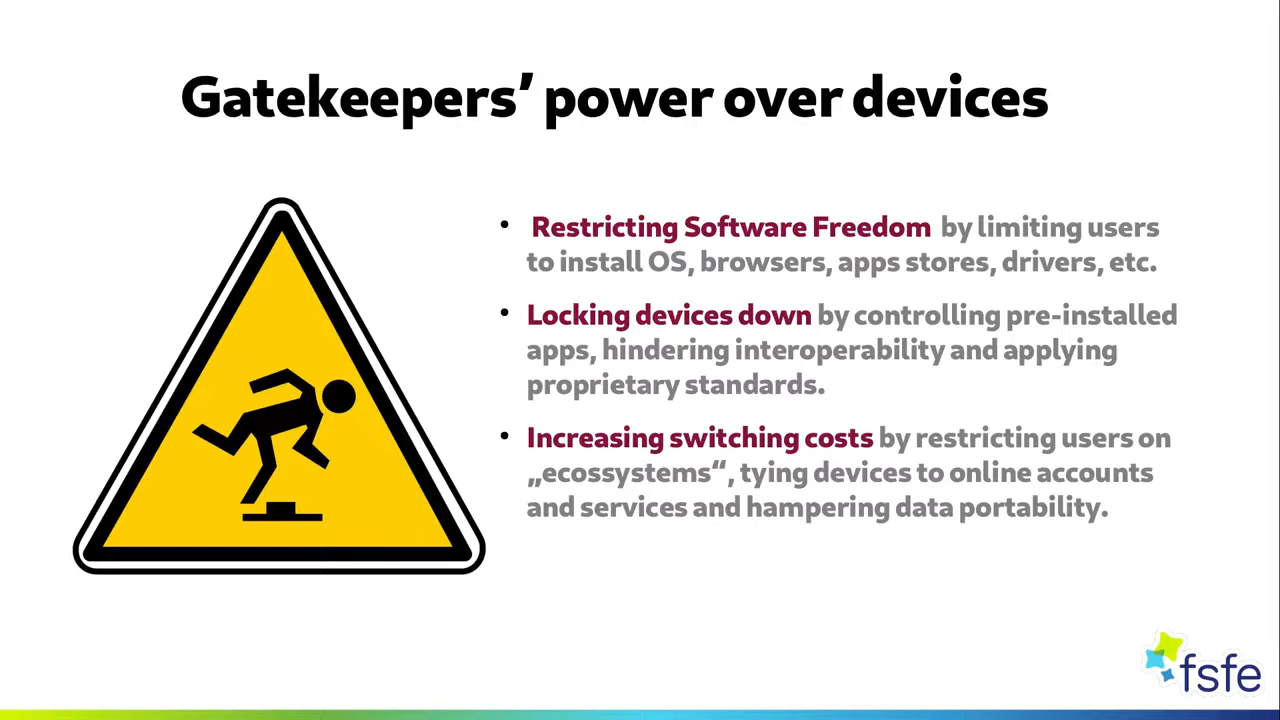 Gatekeepers’ power over devices
• Restricting Software Freedom by limiting users
to install OS, browsers, apps stores, drivers, etc.
• Locking devices down by controlling pre-installed
apps, hindering interoperability and applying
proprietary standards.
• Increasing switching costs by restricting users on
„ecossystems“, tying devices to online accounts
and services and hampering data portability.
fsfe